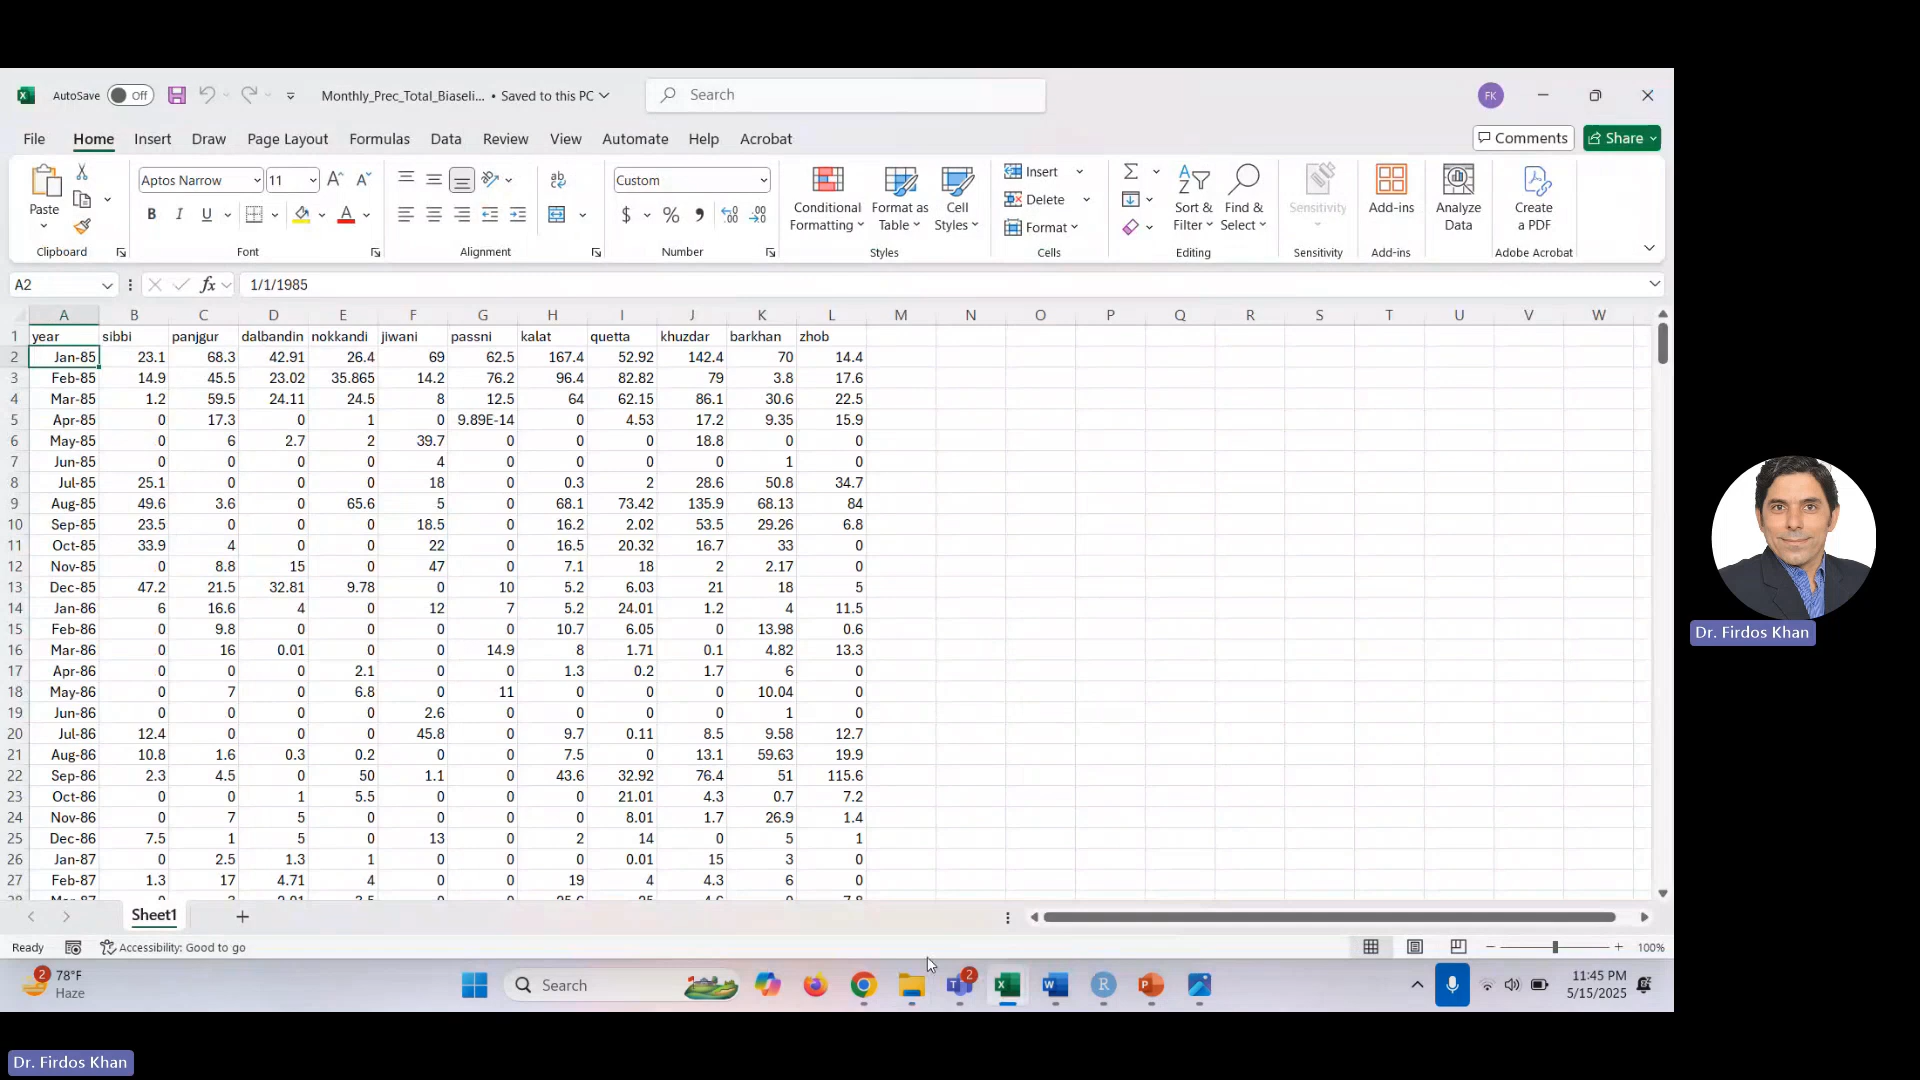 AutoSave Off Monthly_Prec_Total_Biaseli... • Saved to this PC Search FK
File Home Insert Draw Page Layout Formulas Data Review View Automate Help Acrobat Comments Share
Paste Aptos Narrow 11 Custom Conditional Formatting Format as Table Cell Styles Insert Delete Format Sort & Filter Find & Select Sensitivity Add-ins Analyze Data Create a PDF
Clipboard Font Alignment Number Styles Cells Editing Sensitivity Add-ins Adobe Acrobat
A2 fx 1/1/1985
A B C D E F G H I J K L M N O P Q R S T U V W
1 year sibbi panjgur dalbandin nokkandi jiwani passni kalat quetta khuzdar barkhan zhob
2 Jan-85 23.1 68.3 42.91 26.4 69 62.5 167.4 52.92 142.4 70 14.4
3 Feb-85 14.9 45.5 23.02 35.865 14.2 76.2 96.4 82.82 79 3.8 17.6
4 Mar-85 1.2 59.5 24.11 24.5 8 12.5 64 62.15 86.1 30.6 22.5
5 Apr-85 0 17.3 0 1 0 9.89E-14 0 4.53 17.2 9.35 15.9
6 May-85 0 6 2.7 2 39.7 0 0 0 18.8 0 0
7 Jun-85 0 0 0 0 4 0 0 0 0 1 0
8 Jul-85 25.1 0 0 0 18 0 0.3 2 28.6 50.8 34.7
9 Aug-85 49.6 3.6 0 65.6 5 0 68.1 73.42 135.9 68.13 84
10 Sep-85 23.5 0 0 0 18.5 0 16.2 2.02 53.5 29.26 6.8
11 Oct-85 33.9 4 0 0 22 0 16.5 20.32 16.7 33 0
12 Nov-85 0 8.8 15 0 47 0 7.1 18 2 2.17 0
13 Dec-85 47.2 21.5 32.81 9.78 0 10 5.2 6.03 21 18 5
14 Jan-86 6 16.6 4 0 12 7 5.2 24.01 1.2 4 11.5
15 Feb-86 0 9.8 0 0 0 0 10.7 6.05 0 13.98 0.6
16 Mar-86 0 16 0.01 0 0 14.9 8 1.71 0.1 4.82 13.3
17 Apr-86 0 0 0 2.1 0 0 1.3 0.2 1.7 6 0
18 May-86 0 7 0 6.8 0 11 0 0 0 10.04 0
19 Jun-86 0 0 0 0 2.6 0 0 0 0 1 0
20 Jul-86 12.4 0 0 0 45.8 0 9.7 0.11 8.5 9.58 12.7
21 Aug-86 10.8 1.6 0.3 0.2 0 0 7.5 0 13.1 59.63 19.9
22 Sep-86 2.3 4.5 0 50 1.1 0 43.6 32.92 76.4 51 115.6
23 Oct-86 0 0 1 5.5 0 0 0 21.01 4.3 0.7 7.2
24 Nov-86 0 7 5 0 0 0 0 8.01 1.7 26.9 1.4
25 Dec-86 7.5 1 5 0 13 0 2 14 0 5 1
26 Jan-87 0 2.5 1.3 1 0 0 0 0.01 15 3 0
27 Feb-87 1.3 17 4.71 4 0 0 19 4 4.3 6 0
Sheet1
Ready Accessibility: Good to go 100%
2 78°F Haze Search 2 11:45 PM 5/15/2025
Dr. Firdos Khan
Dr. Firdos Khan